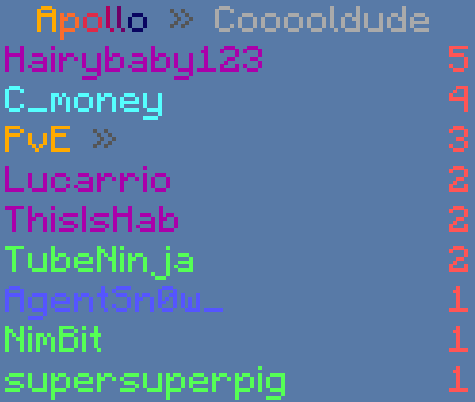 Apollo » Cooooldude
Hairybaby123 5
C_money 4
PvE » 3
Lucarrio 2
ThisIsHab 2
TubeNinja 2
AgentSn0w_ 1
NimBit 1
supersuperpig 1